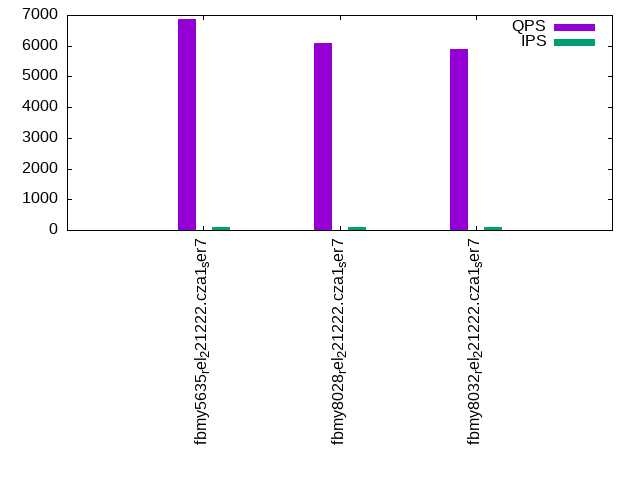 7000
6000
5000
4000
3000
2000
1000
0
QPS
IPS
fbmy5635rel221222.cza1ser7
fbmy8028rel221222.cza1ser7
fbmy8032rel221222.cza1ser7